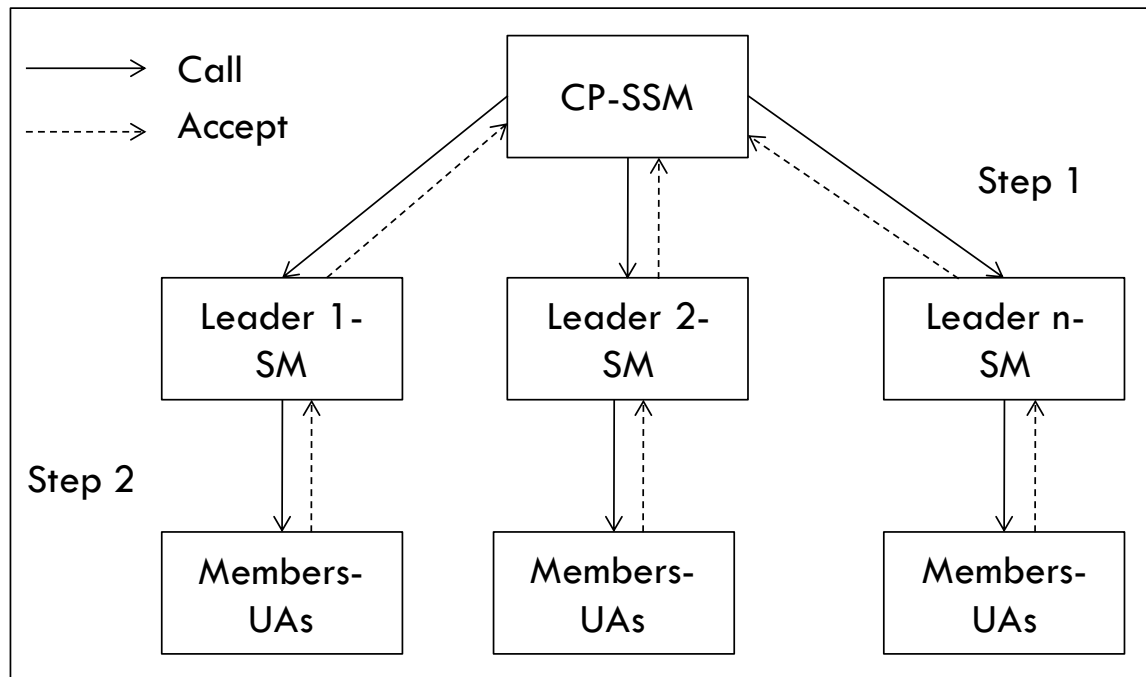 Call
Accept
CP-SSM
Step 1
Leader 1-
SM
Leader 2-
SM
Leader n-
SM
Step 2
Members-
UAs
Members-
UAs
Members-
UAs